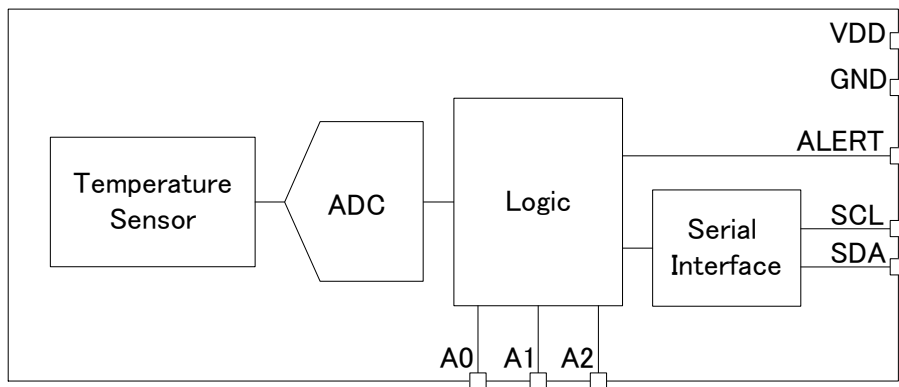 VDD
GND
ALERT
Temperature
Sensor
ADC
Logic
Serial
Interface
SCL
SDA
A0
A1
A2